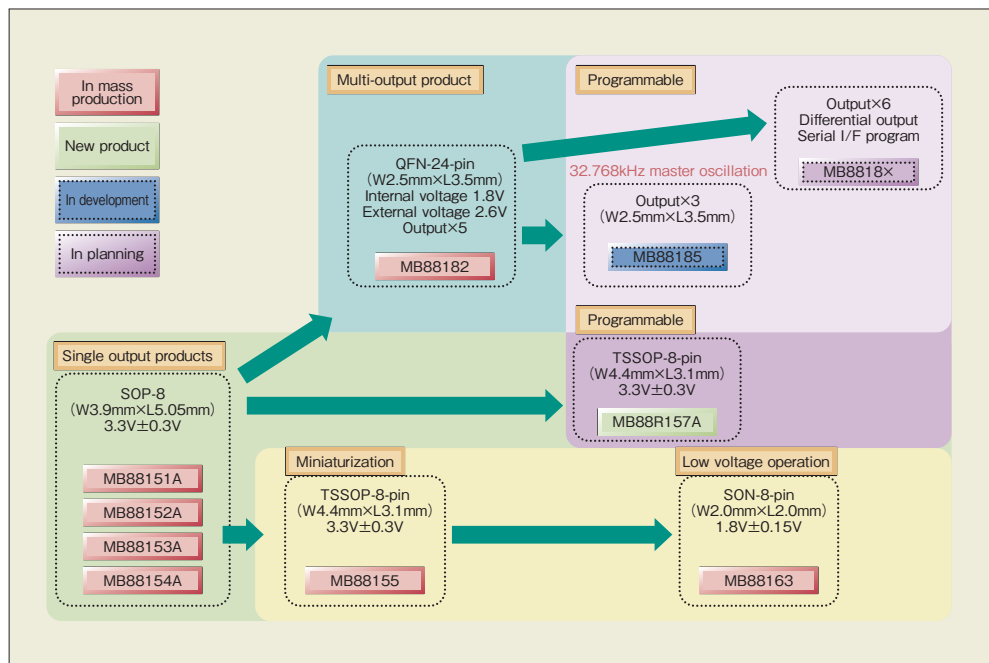 In mass
production
New product
In development
In planning
Multi-output product
QFN-24-pin
(W2.5mm×L3.5mm)
Internal voltage 1.8V
External voltage 2.6V
Output×5
MB88182
Programmable
Output×6
Differential output
Serial I/F program
MB8818×
32.768kHz master oscillation
Output×3
(W2.5mm×L3.5mm)
MB88185
Programmable
TSSOP-8-pin
(W4.4mm×L3.1mm)
3.3V±0.3V
MB88R157A
Single output products
SOP-8
(W3.9mm×L5.05mm)
3.3V±0.3V
MB88151A
MB88152A
MB88153A
MB88154A
Miniaturization
TSSOP-8-pin
(W4.4mm×L3.1mm)
3.3V±0.3V
MB88155
Low voltage operation
SON-8-pin
(W2.0mm×L2.0mm)
1.8V±0.15V
MB88163